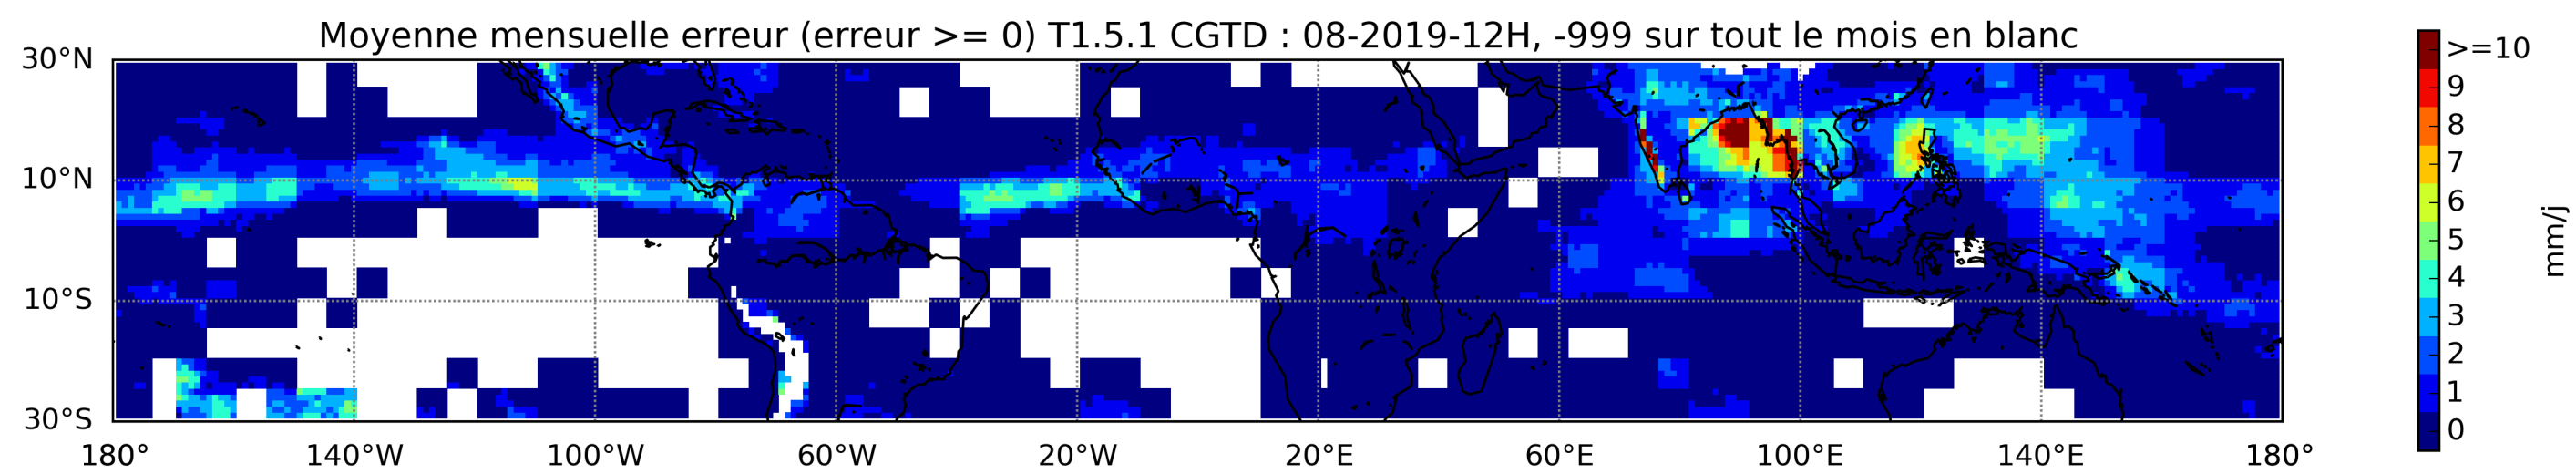 Moyenne mensuelle erreur (erreur >= 0) T1.5.1 CGTD : 08-2019-12H, -999 sur tout le mois en blanc
30°N
10°N
10°S
30°S
180° 140°W 100°W 60°W 20°W 20°E 60°E 100°E 140°E 180°
>=10
9
8
7
6
5
4
3
2
1
0
mm/j